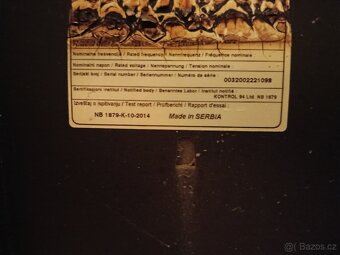 Nominalna frekvencija / Rated frequency / Nennfrequenz / Fréquence nominale :
Nominalni napon / Rated voltage / Nennspannung / Tension nominale :
Serijski broj / Serial number / Seriennummer / Numéro de série :
0032002221098
Sertifikacioni institut / Notified body / Benanntes Labor / Institut notifié :
KONTROL 94 Ltd. NB 1879
Izveštaj o ispitivanju / Test report / Prüfbericht / Rapport d'essai :
NB 1879-K-10-2014 Made in SERBIA
Bazos.cz